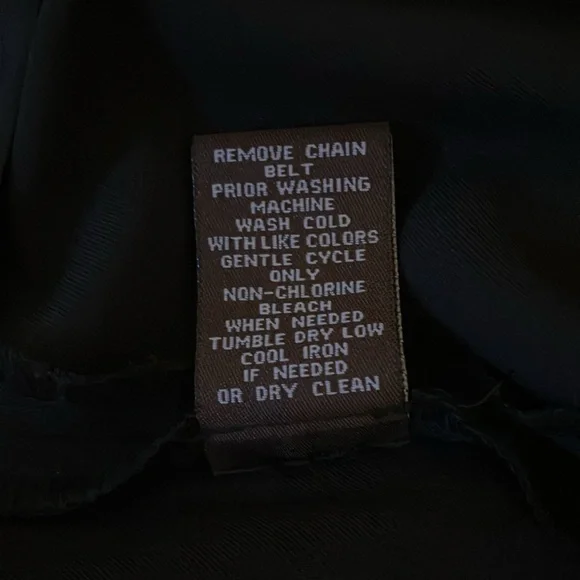 REMOVE CHAIN
BELT
PRIOR WASHING
MACHINE
WASH COLD
WITH LIKE COLORS
GENTLE CYCLE
ONLY
NON-CHLORINE
BLEACH
WHEN NEEDED
TUMBLE DRY LOW
COOL IRON
IF NEEDED
OR DRY CLEAN